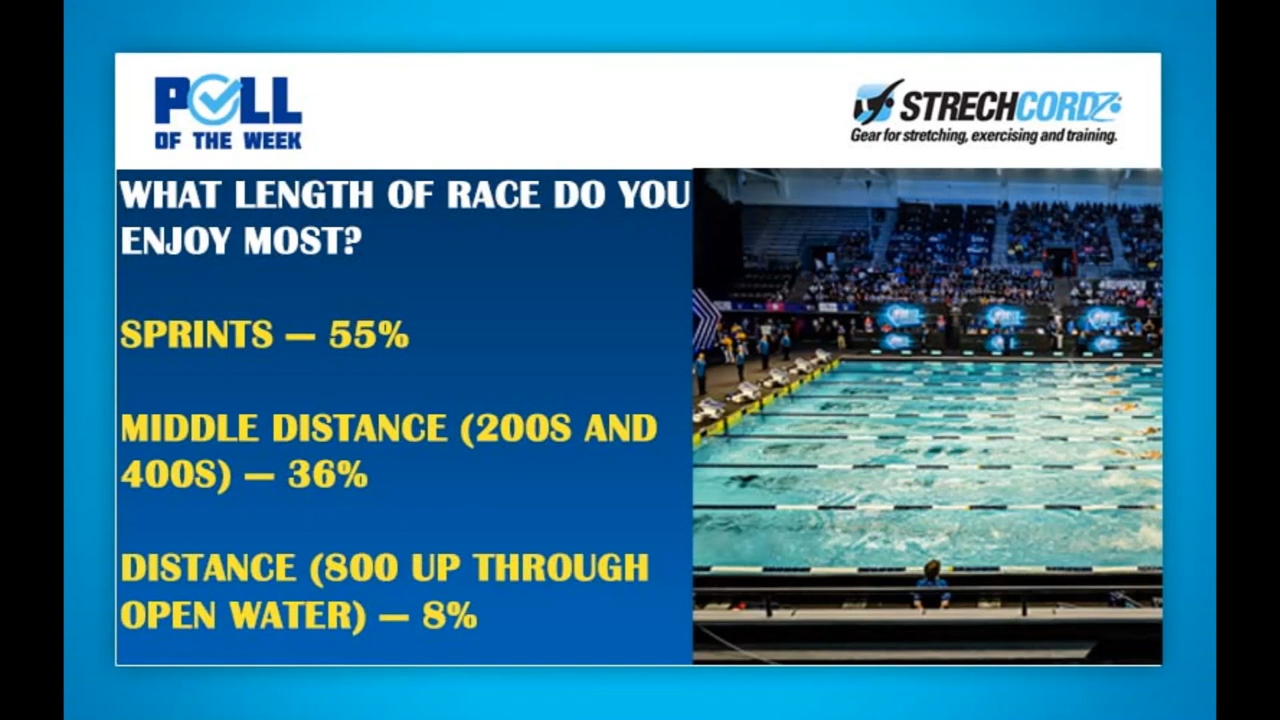 POLL
OF THE WEEK
STRECHCORDZ
Gear for stretching, exercising and training.
WHAT LENGTH OF RACE DO YOU
ENJOY MOST?
SPRINTS — 55%
MIDDLE DISTANCE (200S AND
400S) — 36%
DISTANCE (800 UP THROUGH
OPEN WATER) — 8%